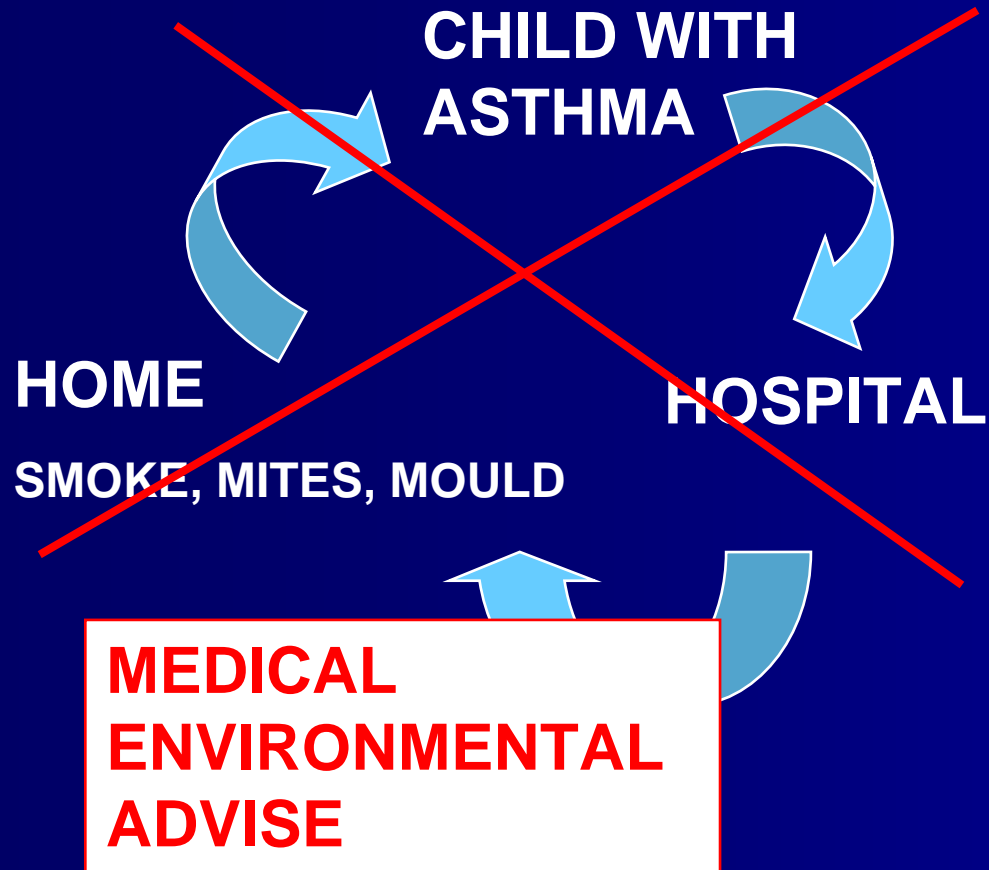 CHILD WITH
ASTHMA
HOME
HOSPITAL
SMOKE, MITES, MOULD
MEDICAL
ENVIRONMENTAL
ADVISE